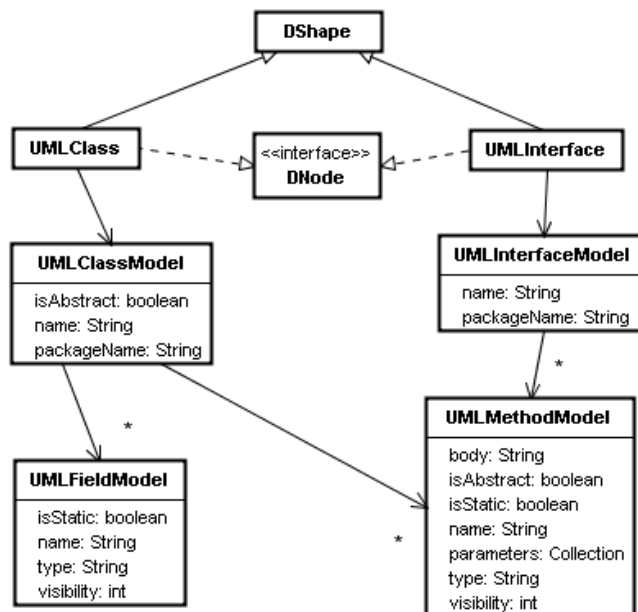 DShape
UMLClass
<<interface>>
DNode
UMLInterface
UMLClassModel
isAbstract: boolean
name: String
packageName: String
UMLInterfaceModel
name: String
packageName: String
*
*
UMLFieldModel
isStatic: boolean
name: String
type: String
visibility: int
UMLMethodModel
body: String
isAbstract: boolean
isStatic: boolean
name: String
parameters: Collection
type: String
visibility: int
*